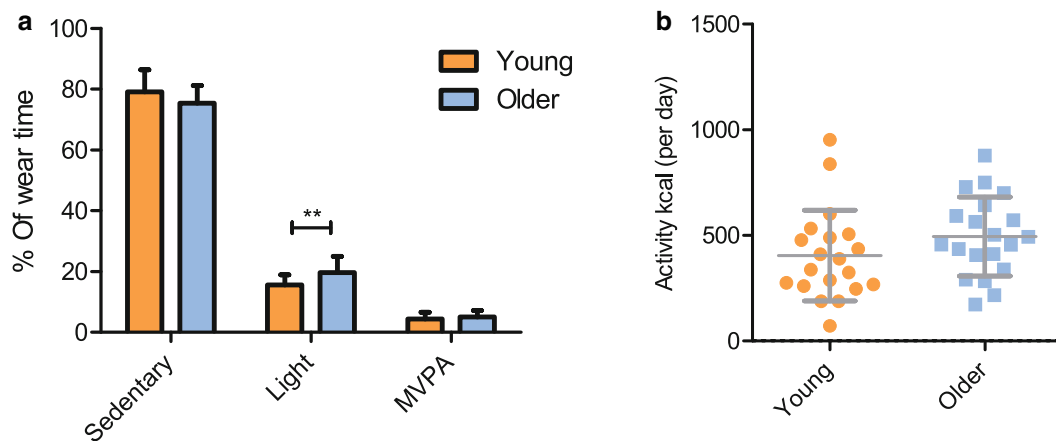 a
% Of wear time
100
80
60
40
20
0
Young
Older
**
Sedentary
Light
MVPA
b
Activity kcal (per day)
1500
1000
500
0
Young
Older